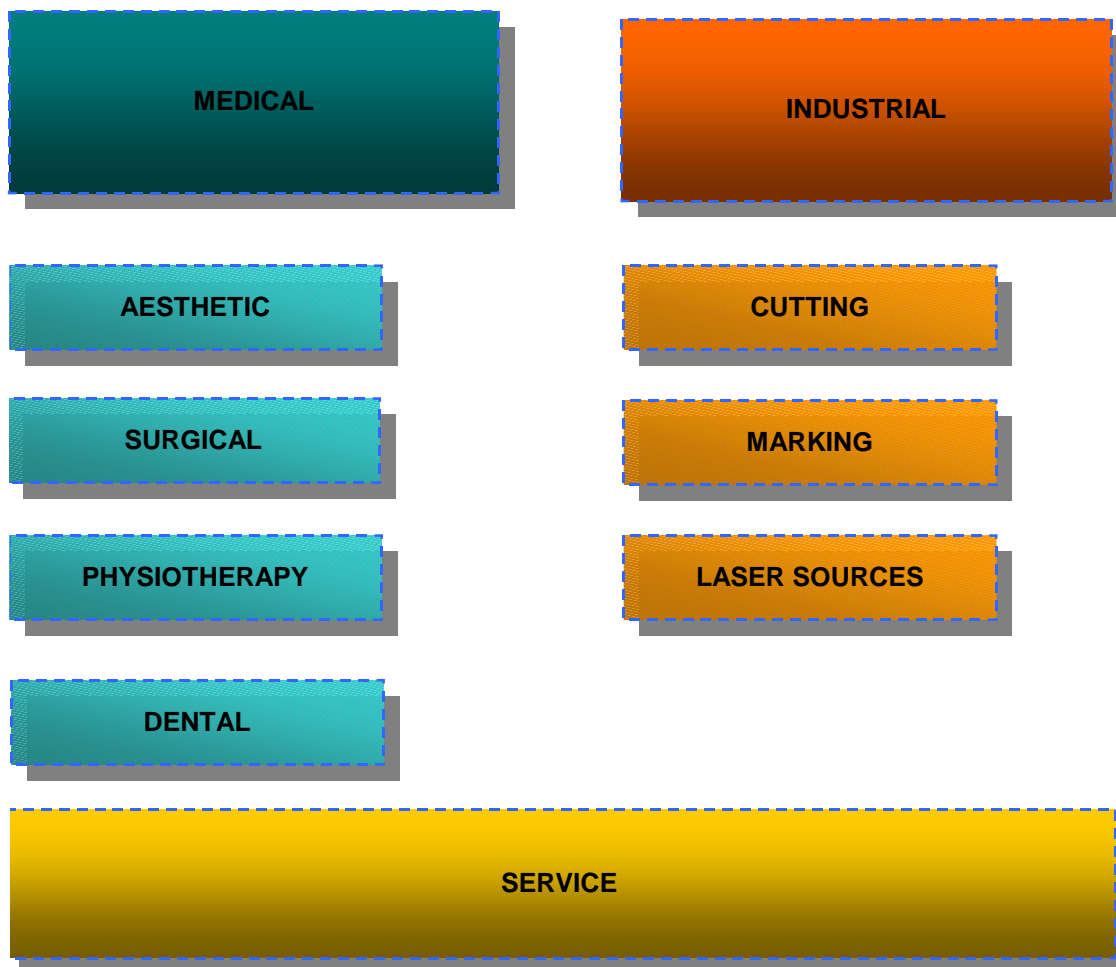 MEDICAL
INDUSTRIAL
AESTHETIC
CUTTING
SURGICAL
MARKING
PHYSIOTHERAPY
LASER SOURCES
DENTAL
SERVICE